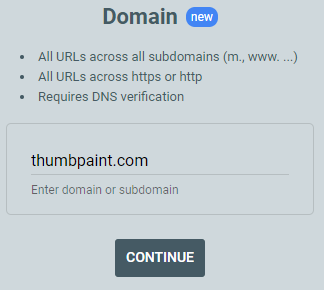 Domain new
• All URLs across all subdomains (m., www. ...)
• All URLs across https or http
• Requires DNS verification
thumbpaint.com
Enter domain or subdomain
CONTINUE